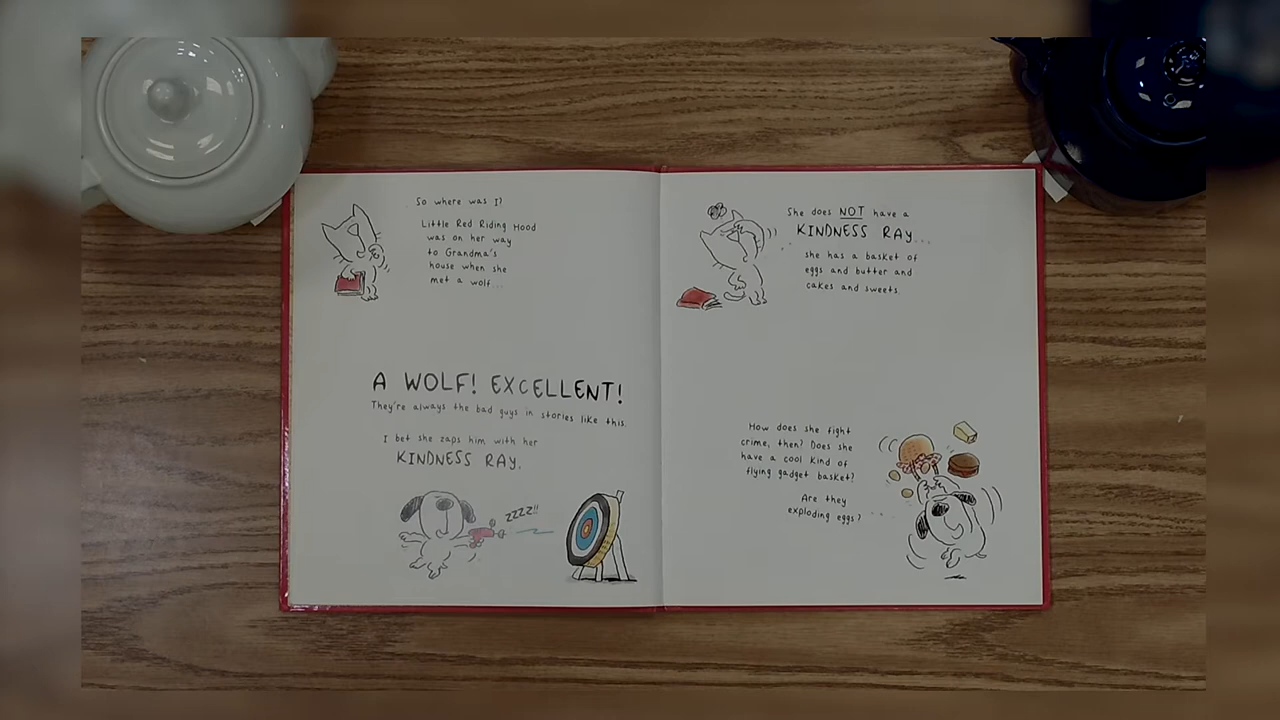 So where was I?
Little Red Riding Hood
was on her way
to Grandma's
house when she
met a wolf...
A WOLF! EXCELLENT!
They're always the bad guys in stories like this.
I bet she zaps him with her
KINDNESS RAY.
ZZZZ!!
She does NOT have a
KINDNESS RAY...
she has a basket of
eggs and butter and
cakes and sweets.
How does she fight
crime, then? Does she
have a cool kind of
flying gadget basket?
Are they
exploding eggs?